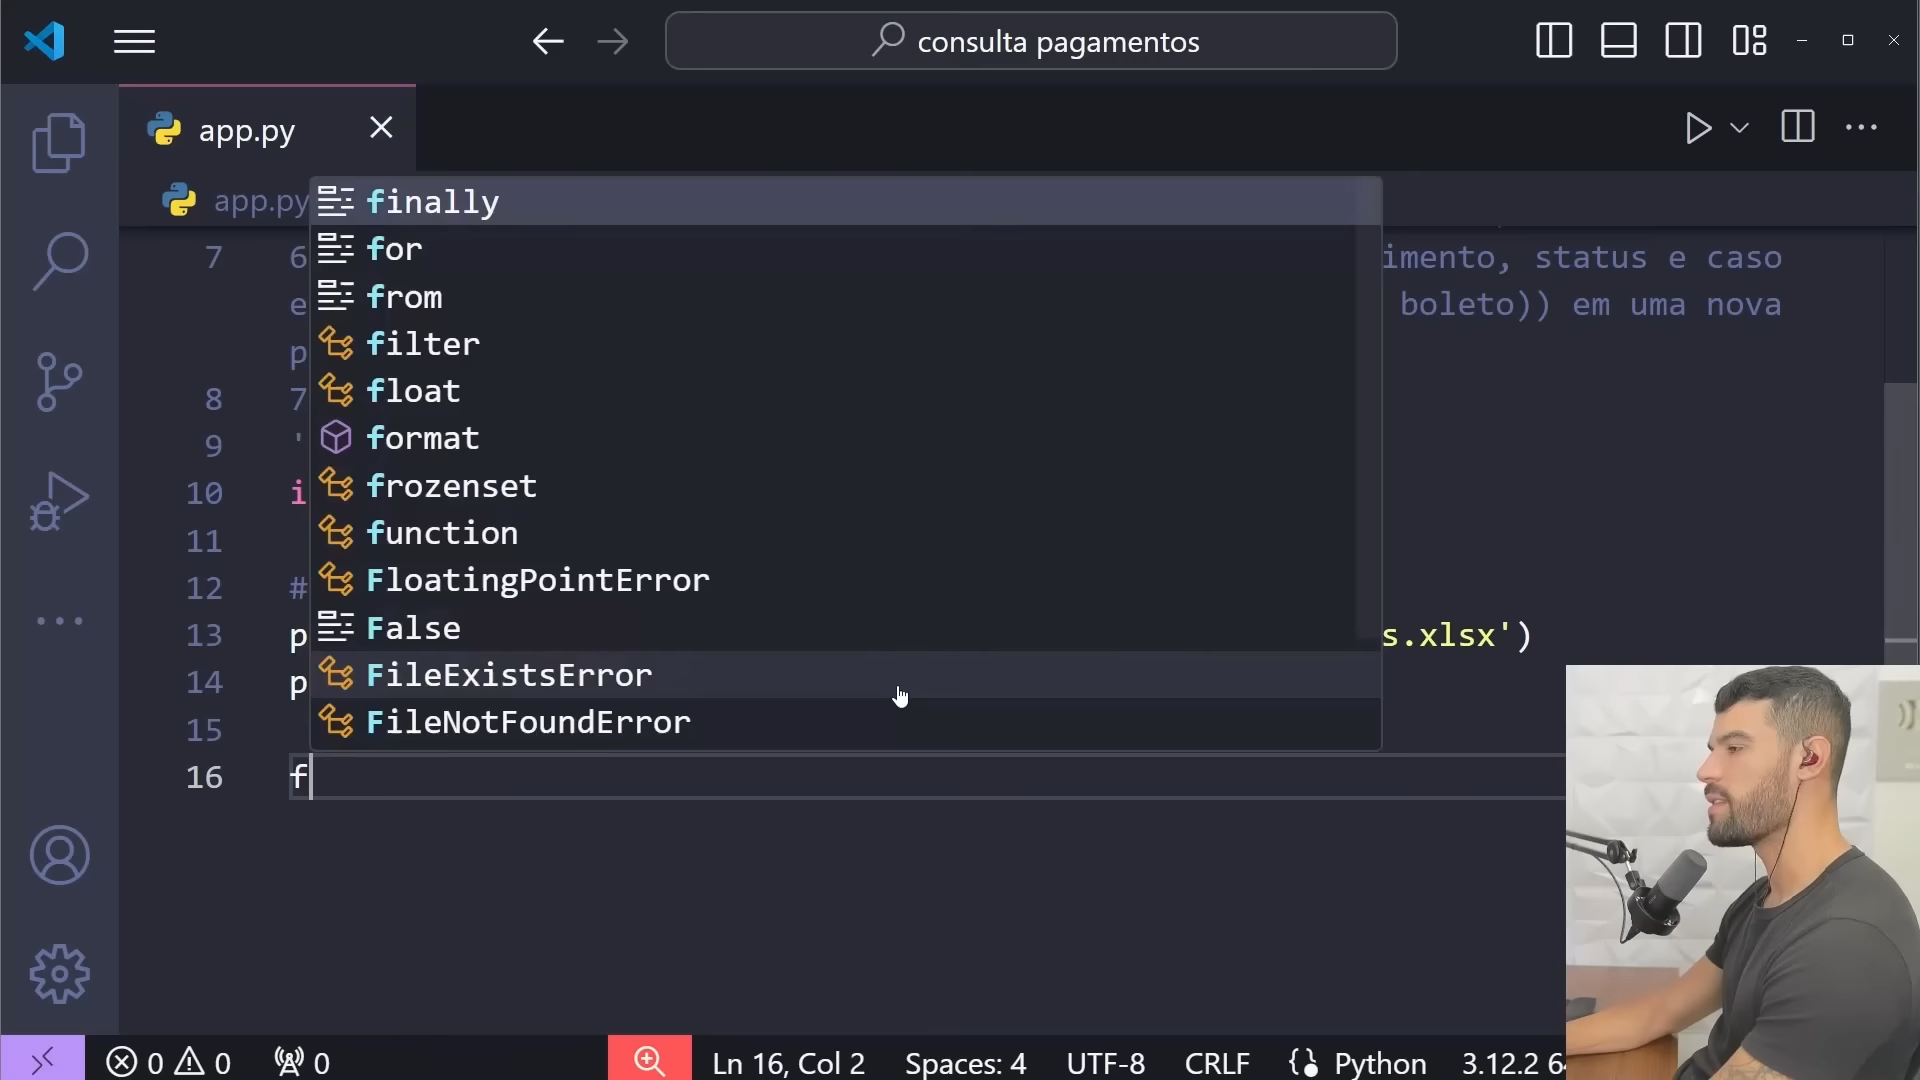 consulta pagamentos
app.py
app.py
finally
for
from
filter
float
format
frozenset
function
FloatingPointError
False
FileExistsError
FileNotFoundError
7 6 imento, status e caso
e boleto)) em uma nova
p
8 7
9 '
10 i
11
12 #
13 p s.xlsx')
14 p
15
16 f
0 0 0 Ln 16, Col 2 Spaces: 4 UTF-8 CRLF Python 3.12.2